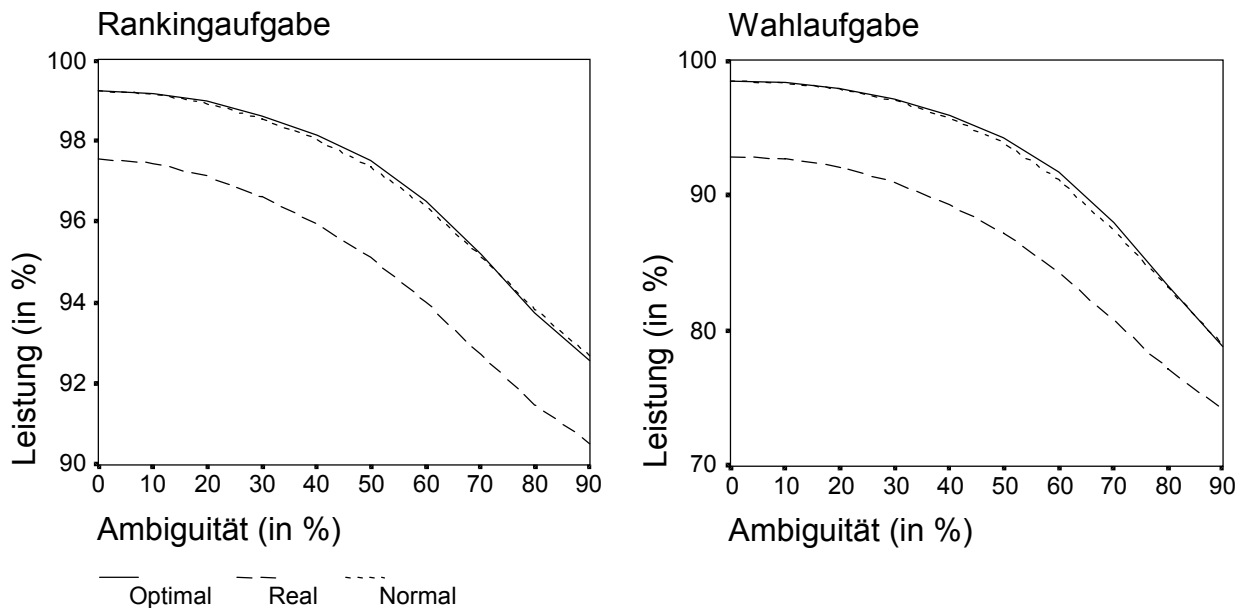 Rankingaufgabe
Leistung (in %)
100
98
96
94
92
90
0 10 20 30 40 50 60 70 80 90
Ambiguität (in %)
Wahlaufgabe
Leistung (in %)
100
90
80
70
0 10 20 30 40 50 60 70 80 90
Ambiguität (in %)
Optimal Real Normal